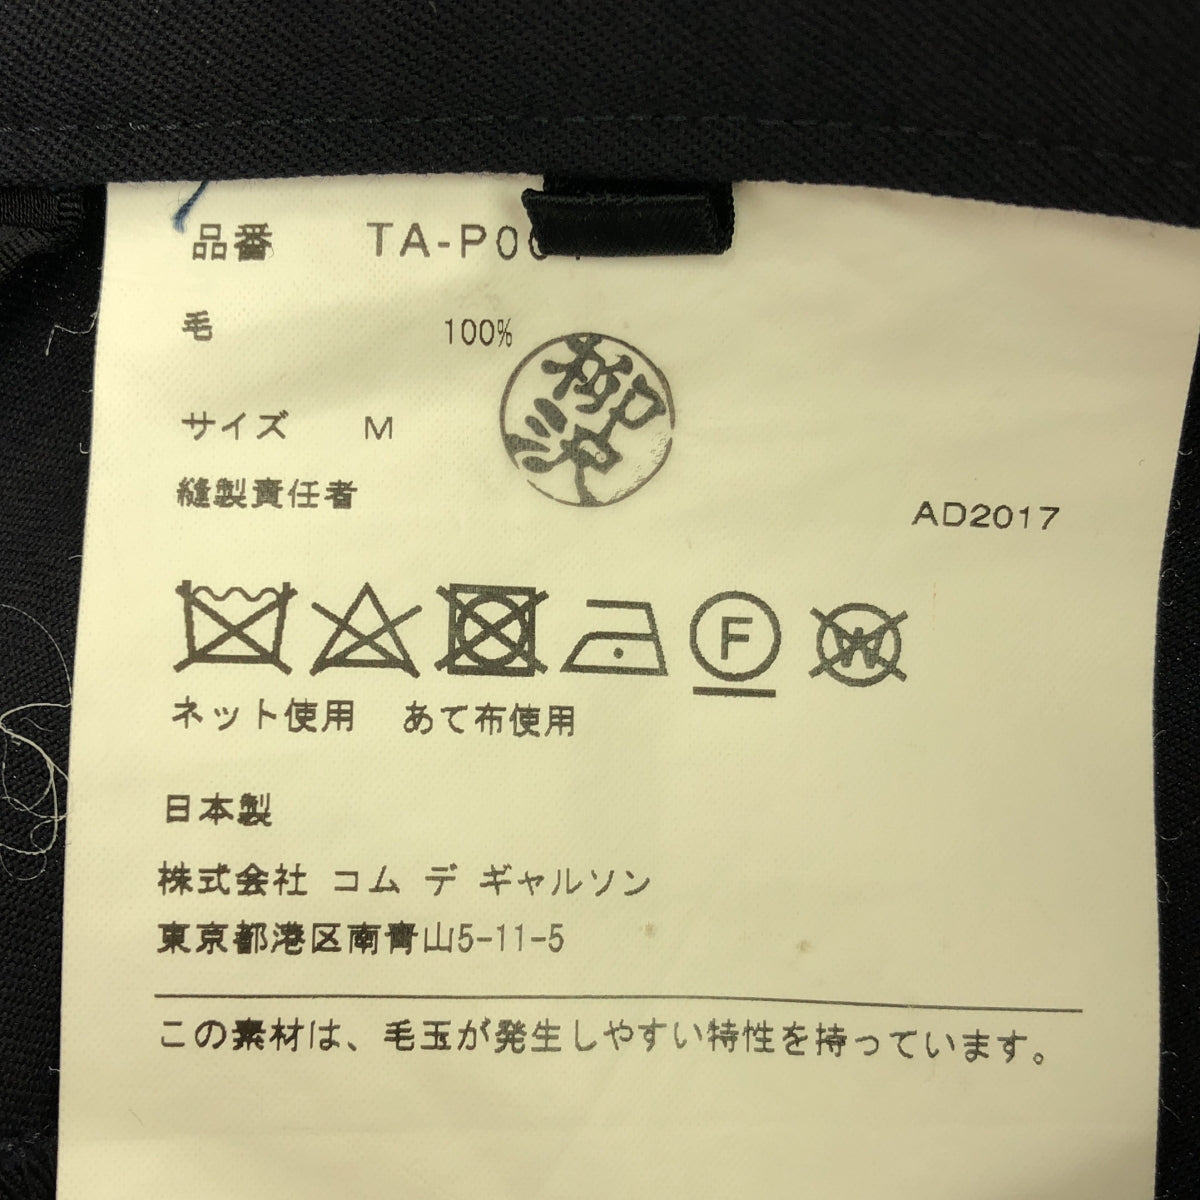 品番 TA-P0
毛 100%
柳沢
サイズ M
縫製責任者
AD2017
F
W
ネット使用 あて布使用
日本製
株式会社 コム デ ギャルソン
東京都港区南青山5-11-5
この素材は、毛玉が発生しやすい特性を持っています。